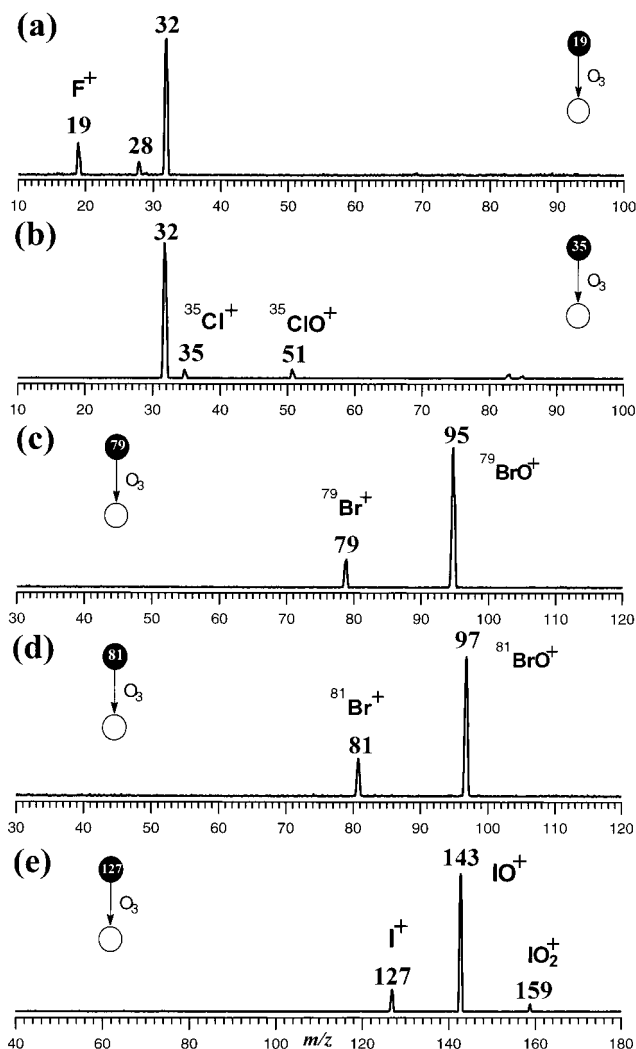 (a)
32
F⁺
19
28
19
O₃
10 20 30 40 50 60 70 80 90 100
(b)
32
³⁵Cl⁺
35
³⁵ClO⁺
51
35
O₃
10 20 30 40 50 60 70 80 90 100
(c)
79
O₃
⁷⁹Br⁺
79
95
⁷⁹BrO⁺
30 40 50 60 70 80 90 100 110 120
(d)
81
O₃
⁸¹Br⁺
81
97
⁸¹BrO⁺
30 40 50 60 70 80 90 100 110 120
(e)
127
O₃
I⁺
127
143
IO⁺
IO₂⁺
159
40 60 80 100 120 140 160 180
m/z